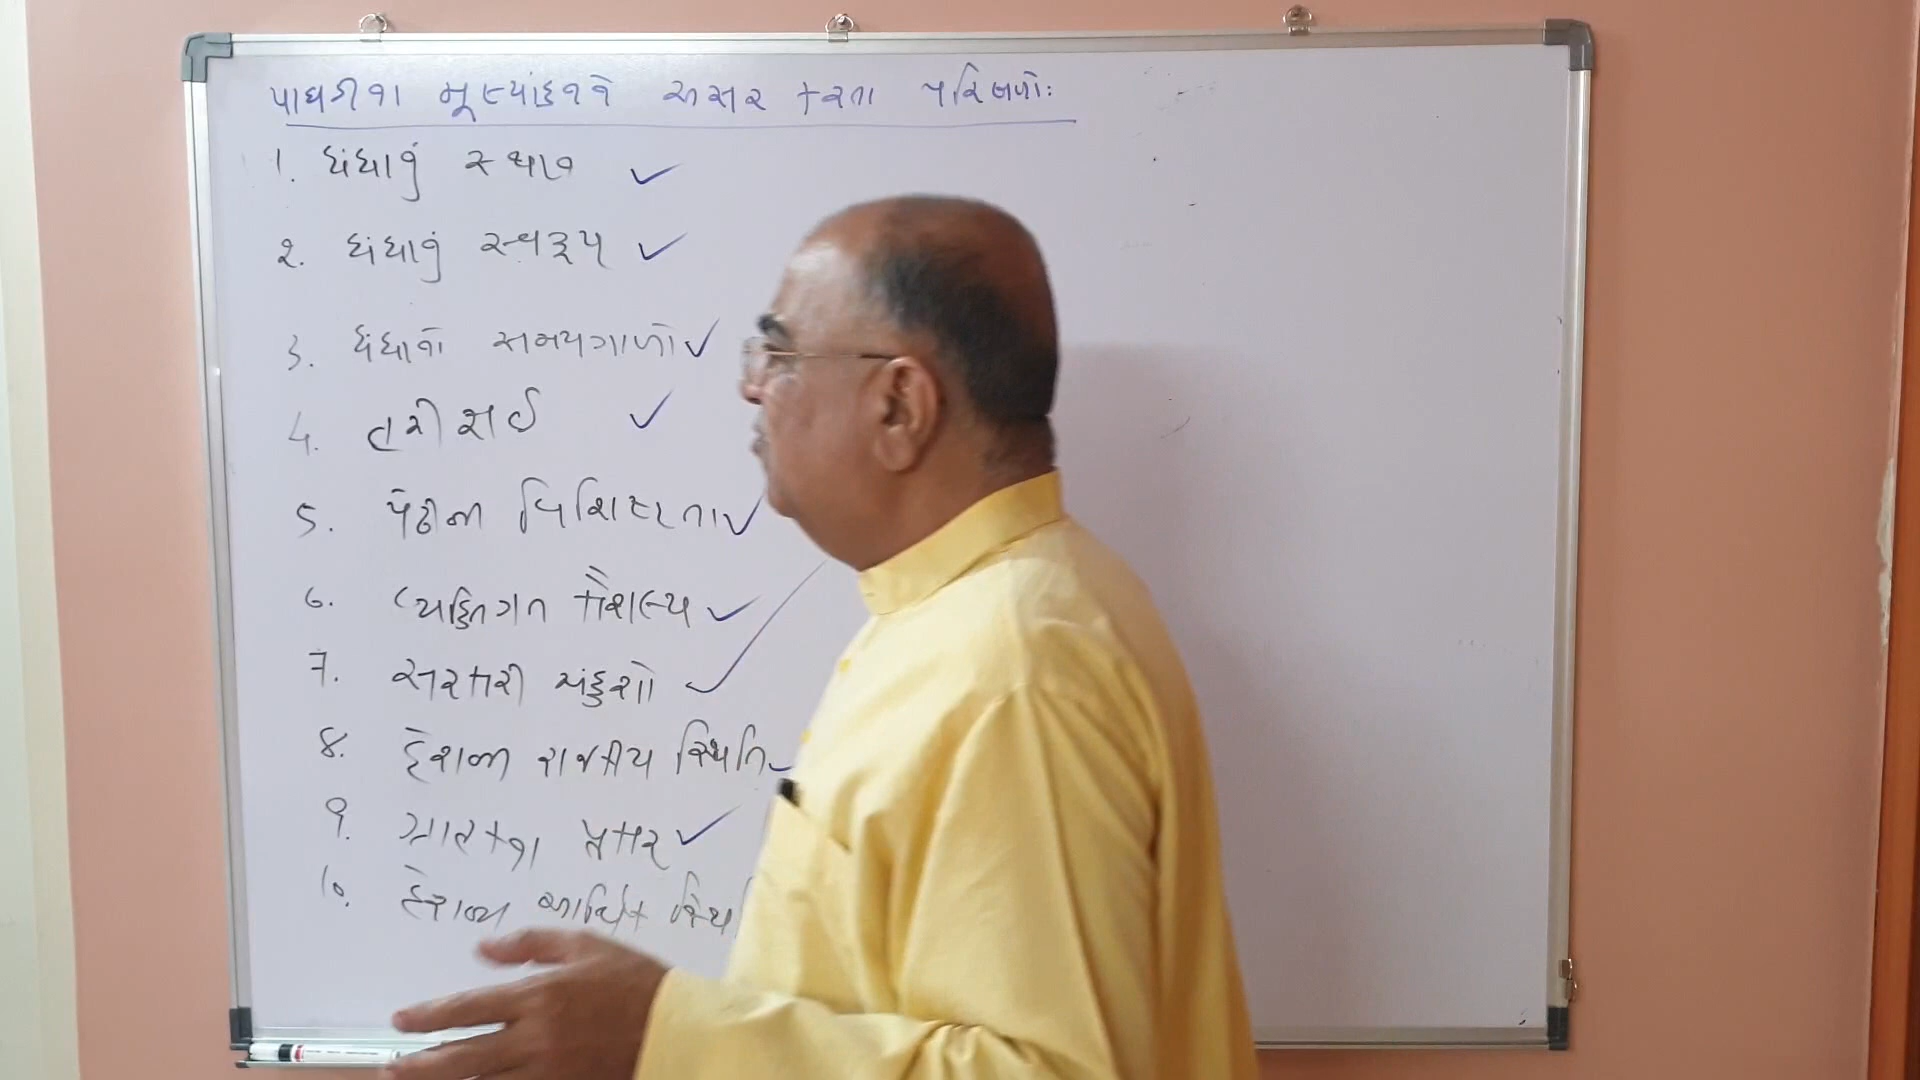 પાઘડીના મૂલ્યાંકનને અસર કરતા પરિબળો:
1. ધંધાનું સ્થાન
2. ધંધાનું સ્વરૂપ
3. ધંધાનો સમયગાળો
4. હરીફાઈ
5. પેઢીની વિશિષ્ટતા
6. વ્યક્તિગત કૌશલ્ય
7. સરકારી અંકુશો
8. દેશની રાજકીય સ્થિતિ
9. ગ્રાહકના પ્રકાર
10. દેશની આર્થિક